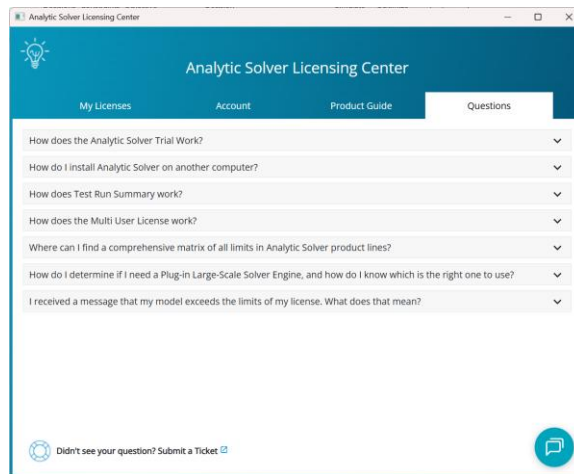 Analytic Solver Licensing Center
Analytic Solver Licensing Center
My Licenses
Account
Product Guide
Questions
How does the Analytic Solver Trial Work?
How do I install Analytic Solver on another computer?
How does Test Run Summary work?
How does the Multi User License work?
Where can I find a comprehensive matrix of all limits in Analytic Solver product lines?
How do I determine if I need a Plug-in Large-Scale Solver Engine, and how do I know which is the right one to use?
I received a message that my model exceeds the limits of my license. What does that mean?
Didn't see your question? Submit a Ticket